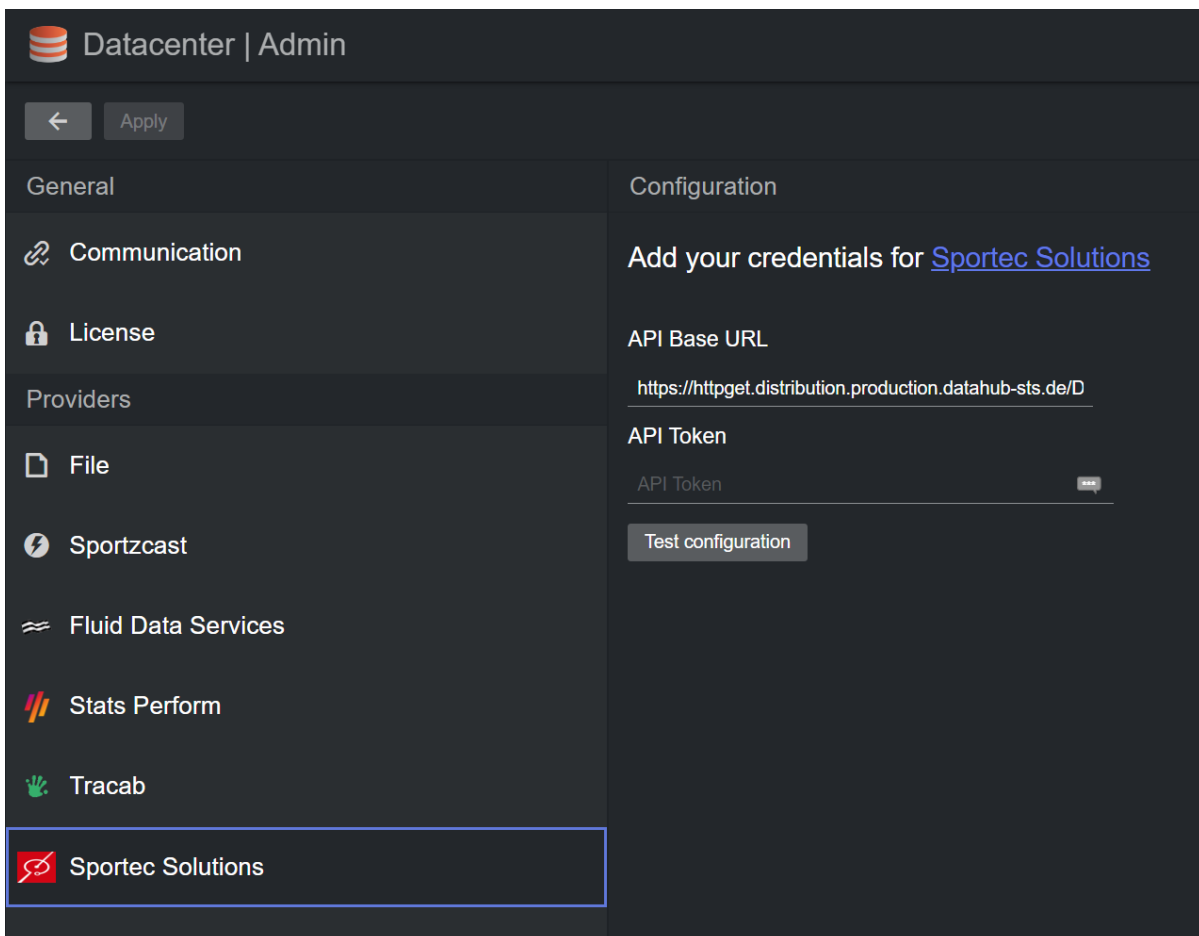 Datacenter | Admin
Apply
General
Communication
License
Providers
File
Sportzcast
Fluid Data Services
Stats Perform
Tracab
Sportec Solutions
Configuration
Add your credentials for Sportec Solutions
API Base URL
https://httpget.distribution.production.datahub-sts.de/D
API Token
API Token
Test configuration